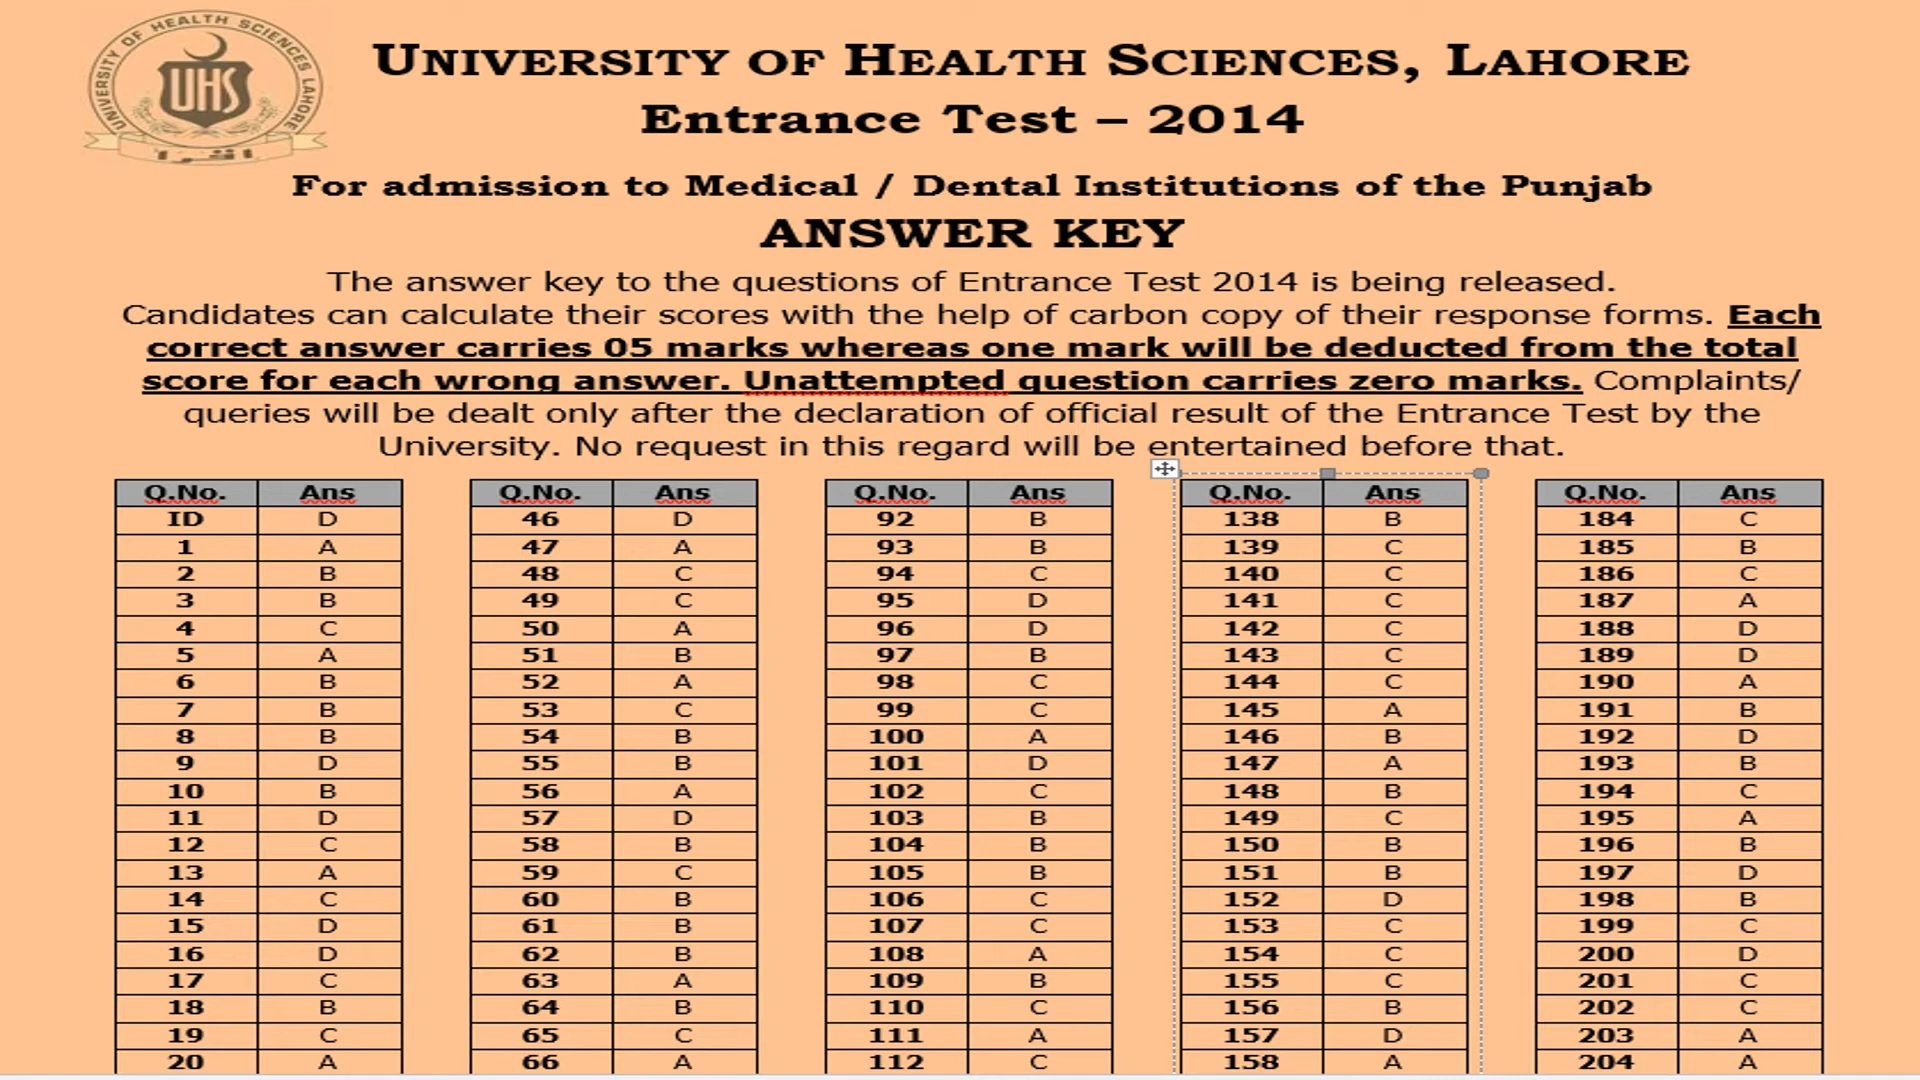 UNIVERSITY OF HEALTH SCIENCES LAHORE
UHS
UNIVERSITY OF HEALTH SCIENCES, LAHORE
Entrance Test – 2014
For admission to Medical / Dental Institutions of the Punjab
ANSWER KEY
The answer key to the questions of Entrance Test 2014 is being released.
Candidates can calculate their scores with the help of carbon copy of their response forms. Each
correct answer carries 05 marks whereas one mark will be deducted from the total
score for each wrong answer. Unattempted question carries zero marks. Complaints/
queries will be dealt only after the declaration of official result of the Entrance Test by the
University. No request in this regard will be entertained before that.
Q.No. Ans Q.No. Ans Q.No. Ans Q.No. Ans Q.No. Ans
ID D 46 D 92 B 138 B 184 C
1 A 47 A 93 B 139 C 185 B
2 B 48 C 94 C 140 C 186 C
3 B 49 C 95 D 141 C 187 A
4 C 50 A 96 D 142 C 188 D
5 A 51 B 97 B 143 C 189 D
6 B 52 A 98 C 144 C 190 A
7 B 53 C 99 C 145 A 191 B
8 B 54 B 100 A 146 B 192 D
9 D 55 B 101 D 147 A 193 B
10 B 56 A 102 C 148 B 194 C
11 D 57 D 103 B 149 C 195 A
12 C 58 B 104 B 150 B 196 B
13 A 59 C 105 B 151 B 197 D
14 C 60 B 106 C 152 D 198 B
15 D 61 B 107 C 153 C 199 C
16 D 62 B 108 A 154 C 200 D
17 C 63 A 109 B 155 C 201 C
18 B 64 B 110 C 156 B 202 C
19 C 65 C 111 A 157 D 203 A
20 A 66 A 112 C 158 A 204 A